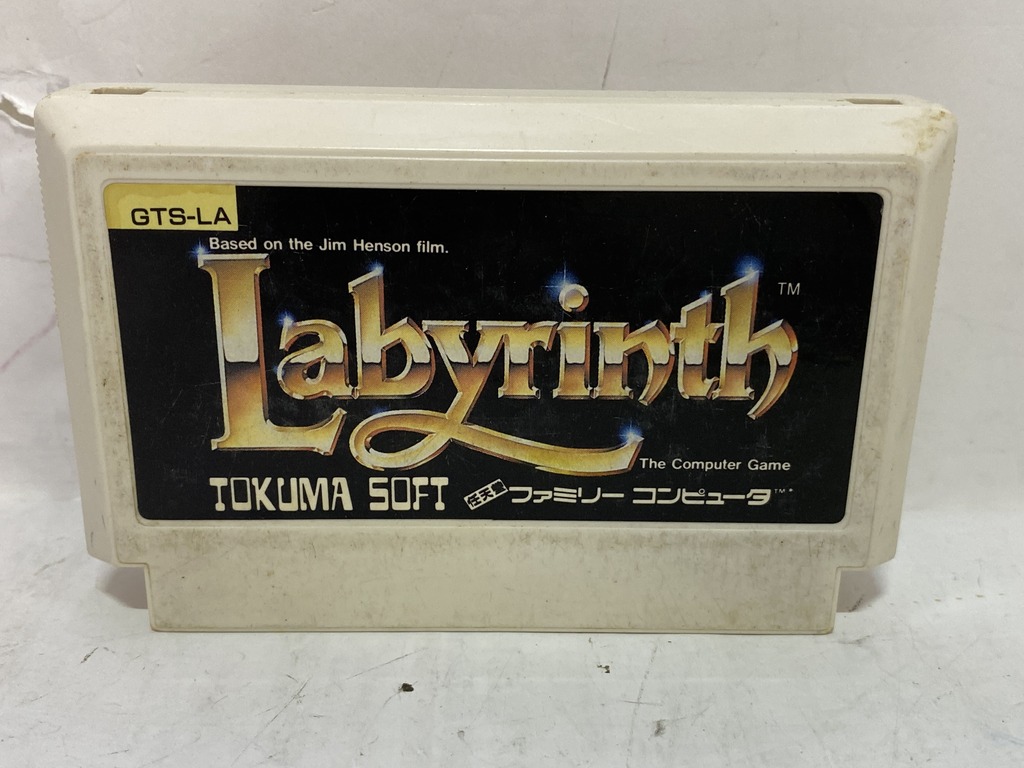 GTS-LA
Based on the Jim Henson film.
Labyrinth TM
The Computer Game
TOKUMA SOFT 任天堂 ファミリー コンピュータ TM